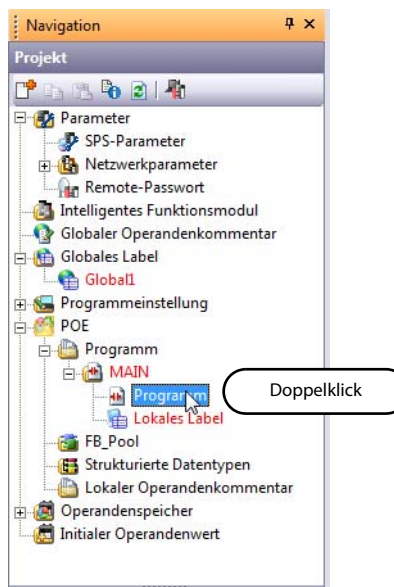 Navigation
Projekt
Parameter
SPS-Parameter
Netzwerkparameter
Remote-Passwort
Intelligentes Funktionsmodul
Globaler Operandenkommentar
Globales Label
Global1
Programmeinstellung
POE
Programm
MAIN
Programm
Doppelklick
Lokales Label
FB_Pool
Strukturierte Datentypen
Lokaler Operandenkommentar
Operandenspeicher
Initialer Operandenwert